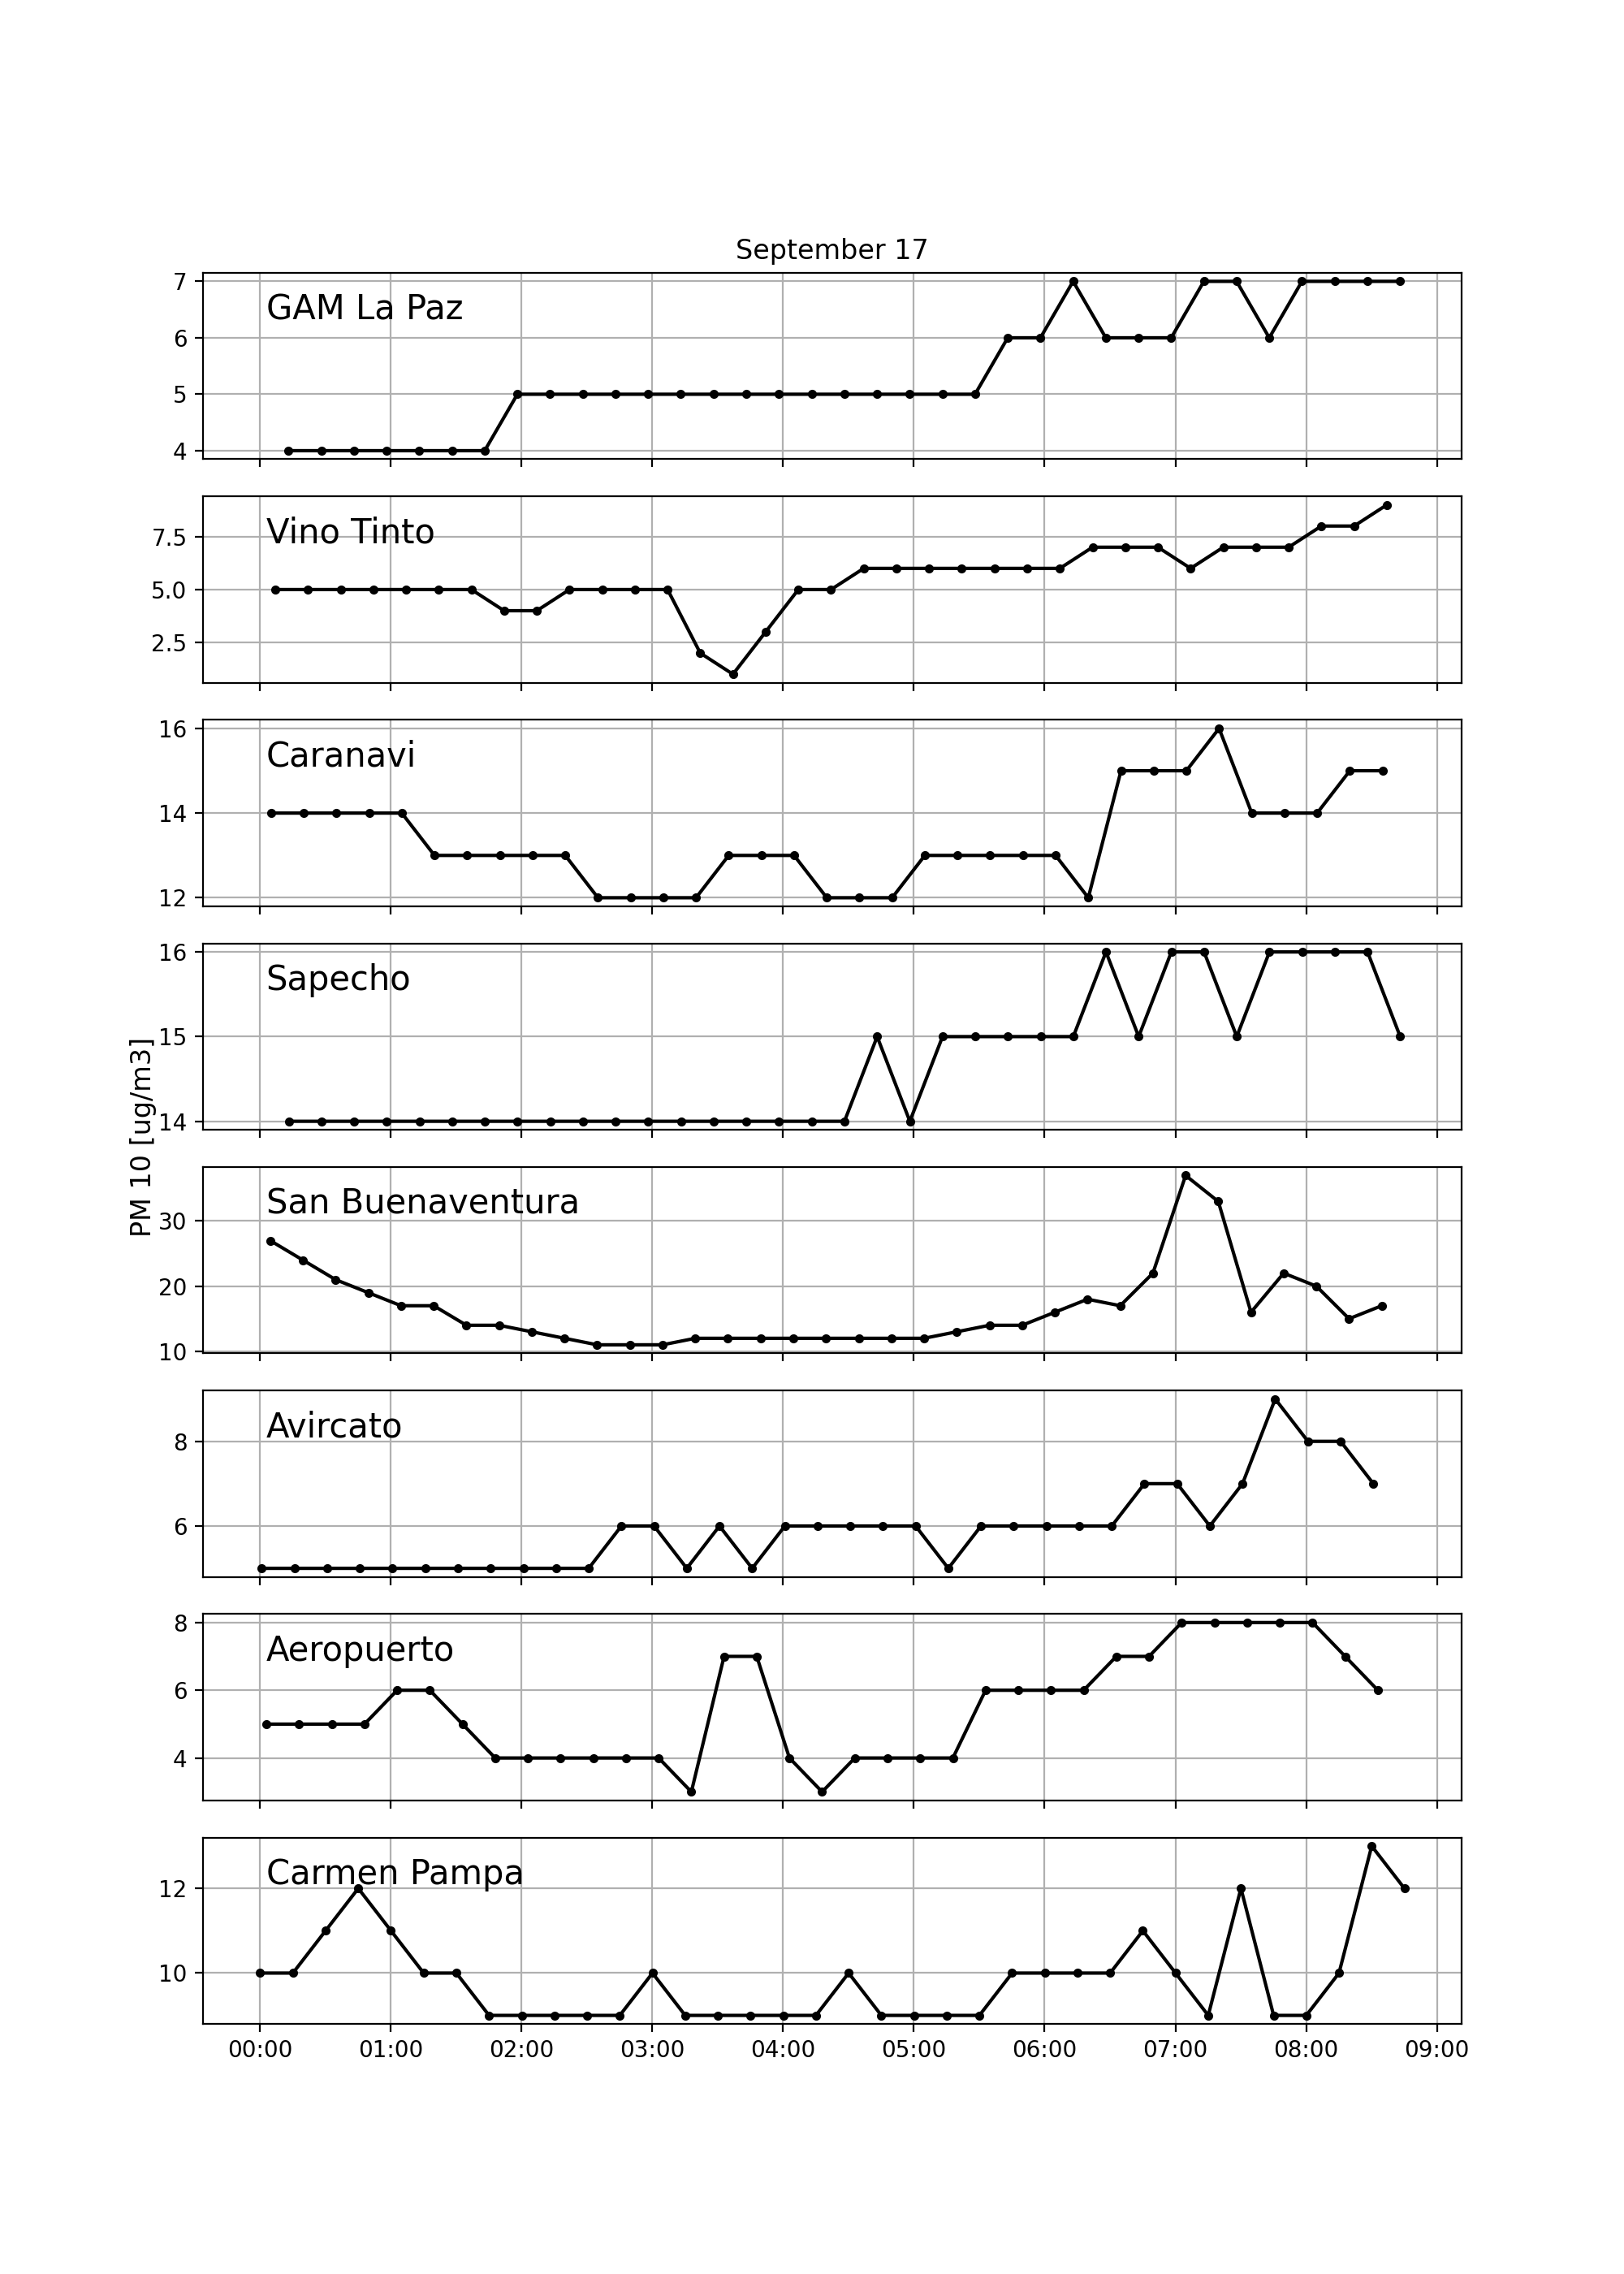 September 17
7
GAM La Paz
6
5
4
Vino Tinto
7.5
5.0
2.5
16
Caranavi
14
12
16
Sapecho
15
14
PM 10 [ug/m3]
San Buenaventura
30
20
10
Avircato
8
6
8
Aeropuerto
6
4
Carmen Pampa
12
10
00:00 01:00 02:00 03:00 04:00 05:00 06:00 07:00 08:00 09:00